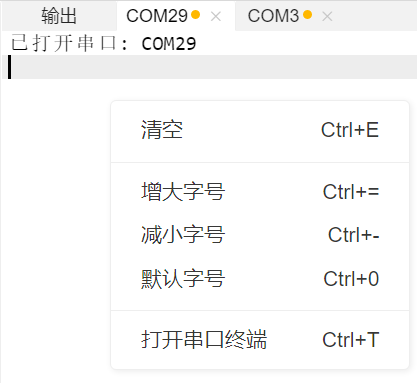 输出 COM29 COM3
已打开串口: COM29
清空 Ctrl+E
增大字号 Ctrl+=
减小字号 Ctrl+-
默认字号 Ctrl+0
打开串口终端 Ctrl+T